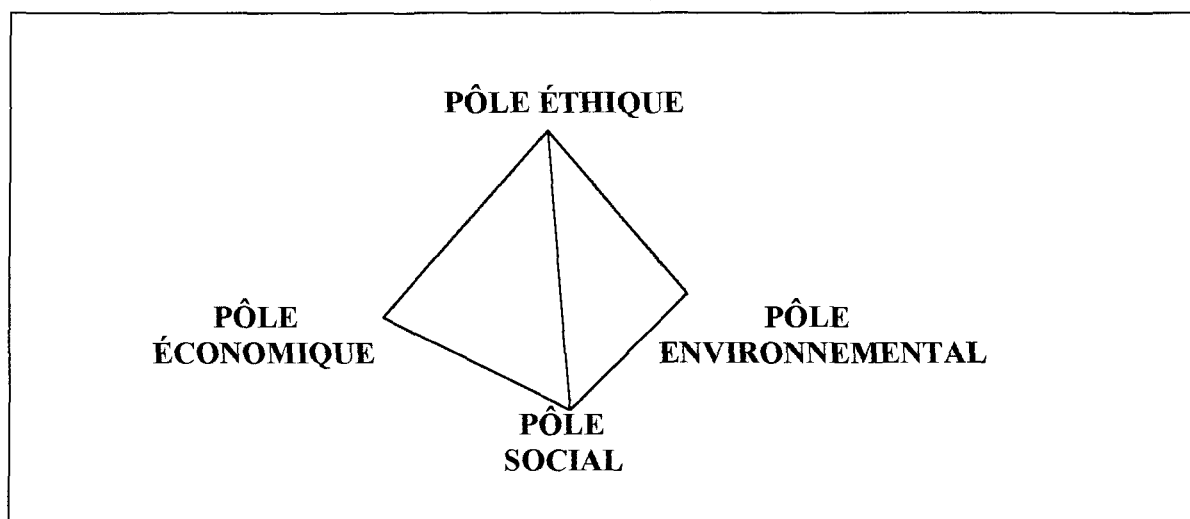 PÔLE ÉTHIQUE
PÔLE
ÉCONOMIQUE
PÔLE
ENVIRONNEMENTAL
PÔLE
SOCIAL